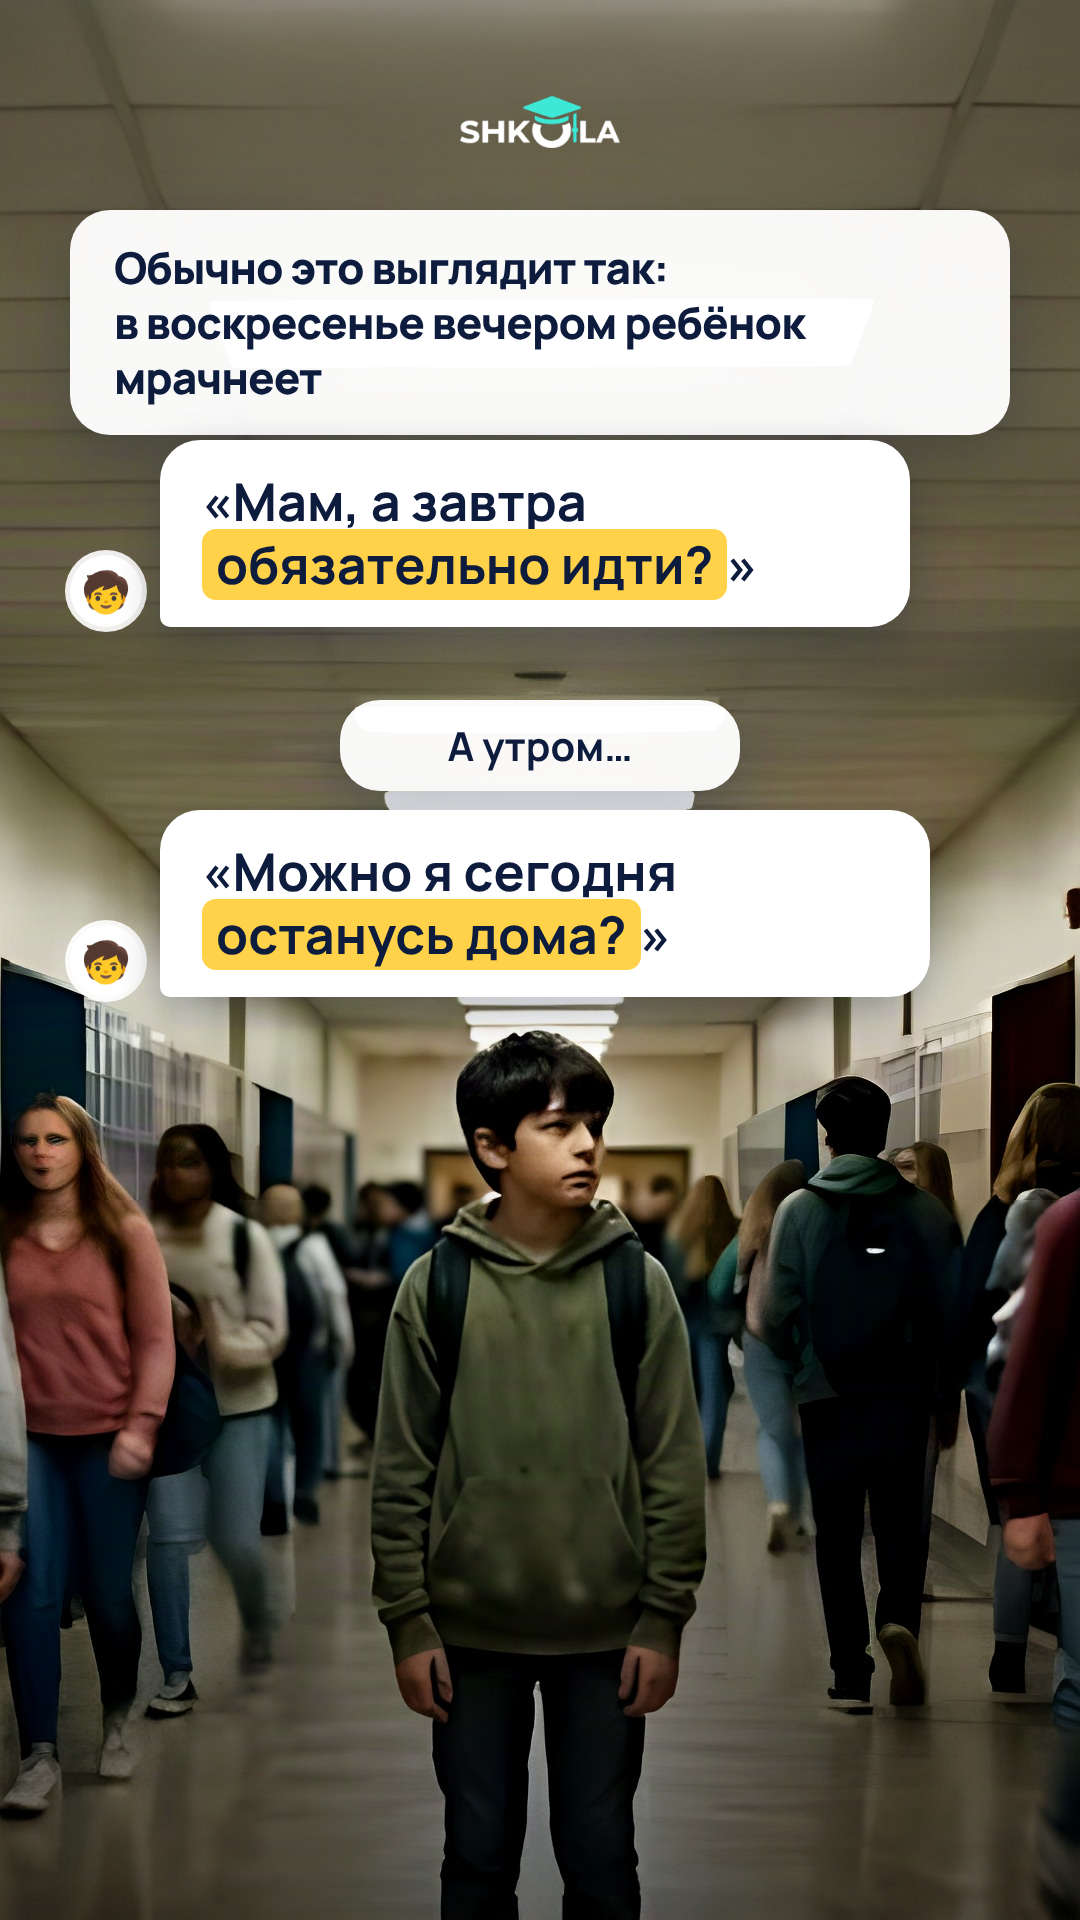 SHKOLA
Обычно это выглядит так:
в воскресенье вечером ребёнок
мрачнеет
«Мам, а завтра
обязательно идти?»
А утром...
«Можно я сегодня
останусь дома?»